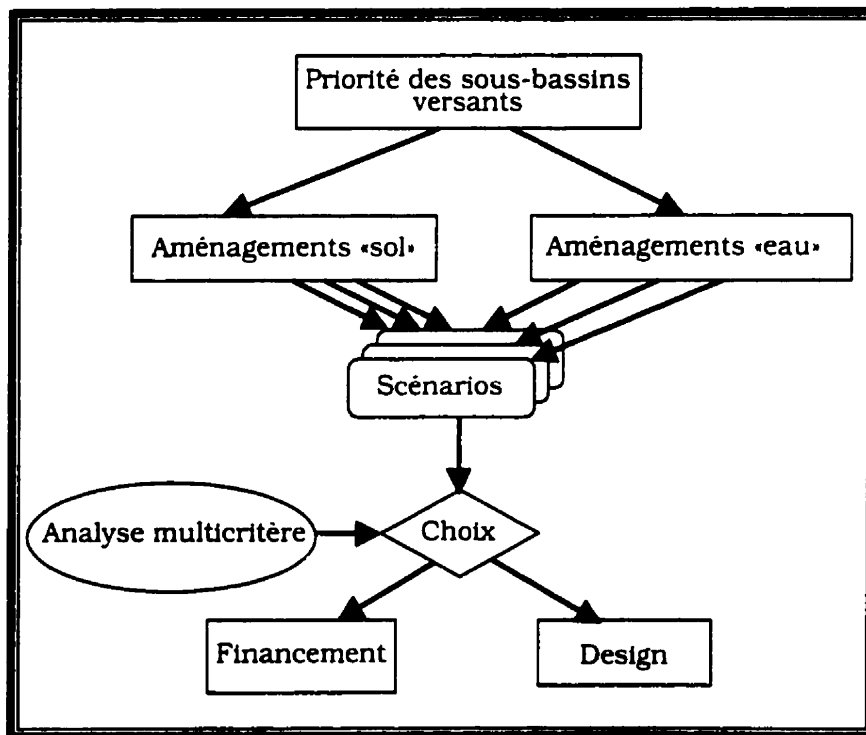 Priorité des sous-bassins
versants
Aménagements «sol»
Aménagements «eau»
Scénarios
Analyse multicritère
Choix
Financement
Design